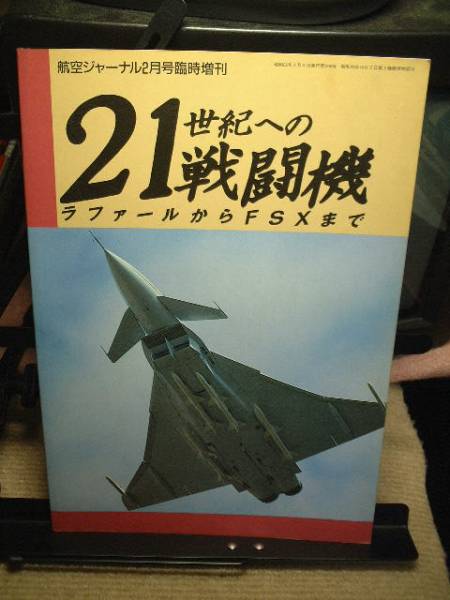 航空ジャーナル2月号臨時増刊
21世紀への
戦闘機
ラファールからFSXまで